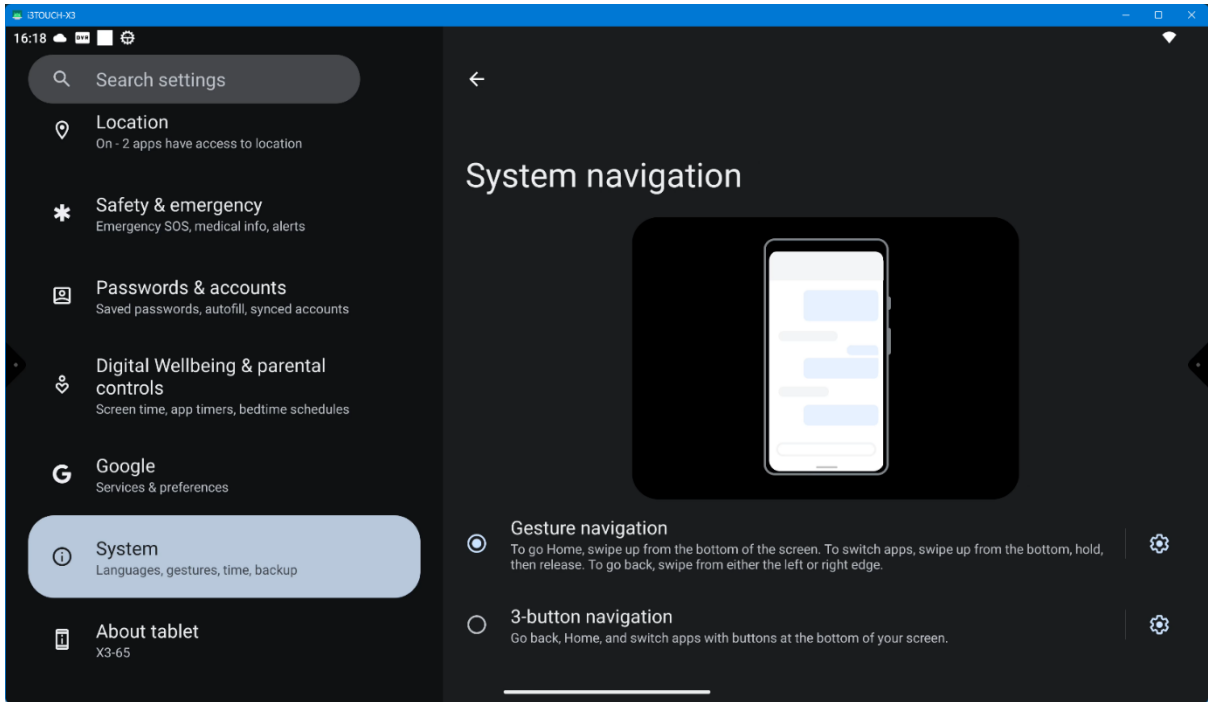 i3TOUCH-X3
16:18
Search settings
Location
On - 2 apps have access to location
Safety & emergency
Emergency SOS, medical info, alerts
Passwords & accounts
Saved passwords, autofill, synced accounts
Digital Wellbeing & parental
controls
Screen time, app timers, bedtime schedules
Google
Services & preferences
System
Languages, gestures, time, backup
About tablet
X3-65
System navigation
Gesture navigation
To go Home, swipe up from the bottom of the screen. To switch apps, swipe up from the bottom, hold,
then release. To go back, swipe from either the left or right edge.
3-button navigation
Go back, Home, and switch apps with buttons at the bottom of your screen.